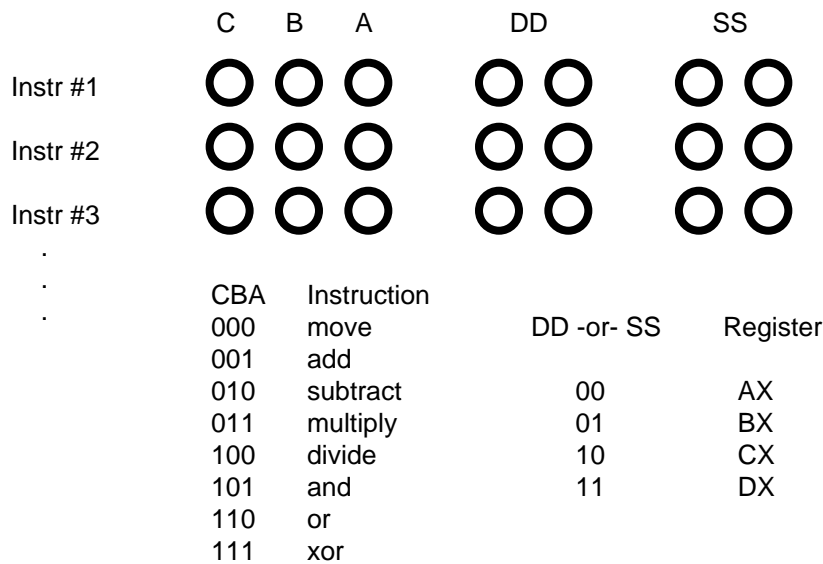 C B A DD SS
Instr #1
Instr #2
Instr #3
.
.
.
CBA Instruction
000 move DD -or- SS Register
001 add
010 subtract 00 AX
011 multiply 01 BX
100 divide 10 CX
101 and 11 DX
110 or
111 xor